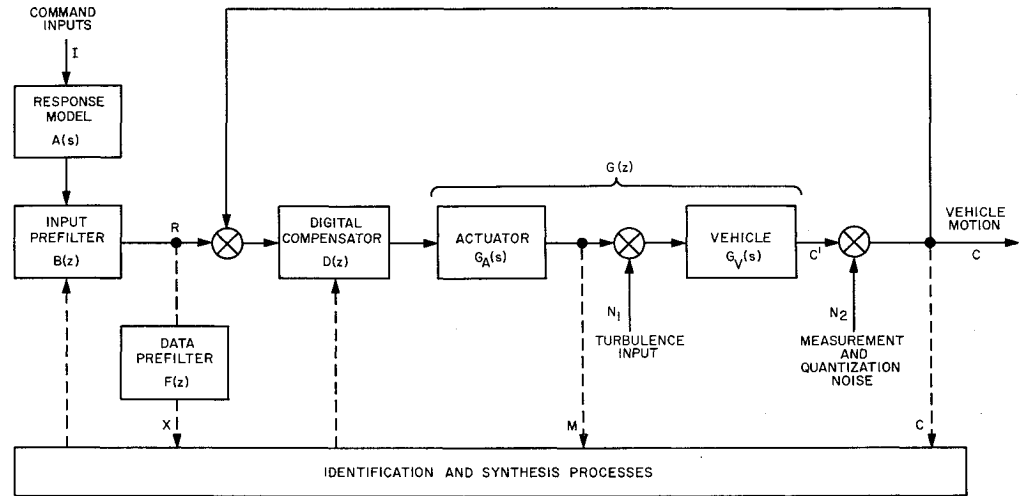 COMMAND
INPUTS
I
RESPONSE
MODEL
A(s)
INPUT
PREFILTER
B(z)
R
DATA
PREFILTER
F(z)
X
DIGITAL
COMPENSATOR
D(z)
G(z)
ACTUATOR
G_A(s)
N_1
TURBULENCE
INPUT
M
VEHICLE
G_V(s)
C'
N_2
MEASUREMENT
AND
QUANTIZATION
NOISE
VEHICLE
MOTION
C
C
IDENTIFICATION AND SYNTHESIS PROCESSES